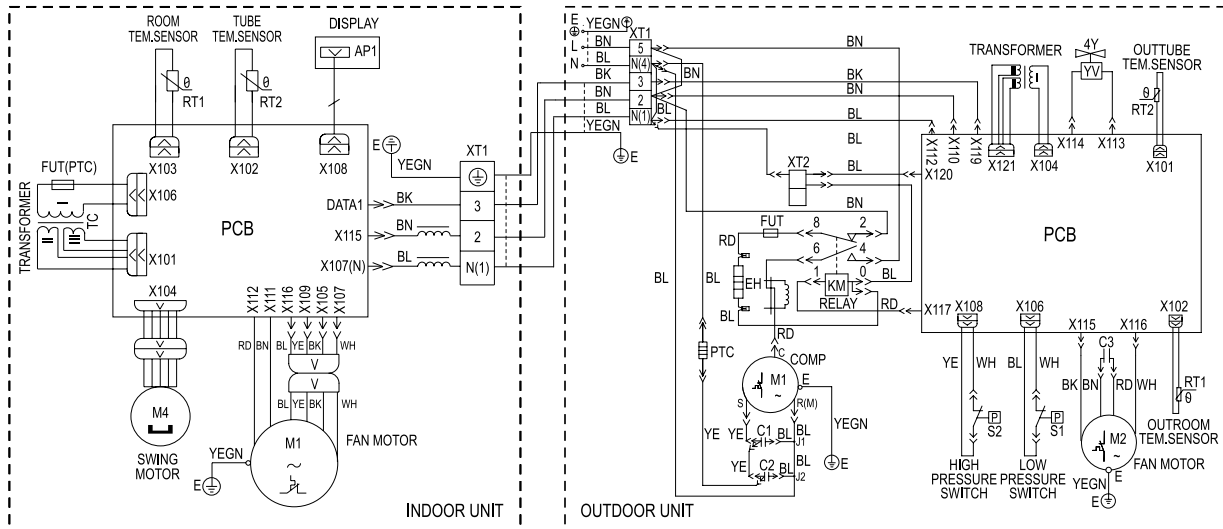 ROOM
TEM.SENSOR
θ
RT1
X103
TUBE
TEM.SENSOR
θ
RT2
X102
DISPLAY
AP1
X108
FUT(PTC)
I
II
III
TC
TRANSFORMER
X106
X101
PCB
X104
DATA1
BK
X115
BN
X107(N)
BL
E
YEGN
XT1
3
2
N(1)
X112
X111
X116
X109
X105
X107
RD
BN
BL
YE
BK
WH
V
V
V
V
BL
YE
BK
WH
M4
SWING
MOTOR
YEGN
E
M1
~
FAN MOTOR
INDOOR UNIT
E
YEGN
L
BN
N
BL
BK
BN
BL
YEGN
E
XT1
5
N(4)
3
2
N(1)
BN
BN
BL
BK
BN
BL
BL
XT2
BL
BL
BN
FUT
8
2
6
4
1
0
KM
RELAY
BL
RD
RD
EH
BL
BL
BL
PTC
RD
C
COMP
M1
~
E
S
R(M)
YEGN
E
YE
YE
C1
BL
BL
J1
YE
C2
BL
J2
TRANSFORMER
I
X121
X104
4Y
YV
X114
X113
OUTTUBE
TEM.SENSOR
θ
RT2
X101
X112
X110
X119
X120
X117
PCB
X108
YE
WH
P
S2
HIGH
PRESSURE
SWITCH
X106
BL
WH
P
S1
LOW
PRESSURE
SWITCH
X115
X116
C3
BK
BN
RD
WH
M2
~
FAN MOTOR
YEGN
E
E
X102
RT1
θ
OUTROOM
TEM.SENSOR
OUTDOOR UNIT